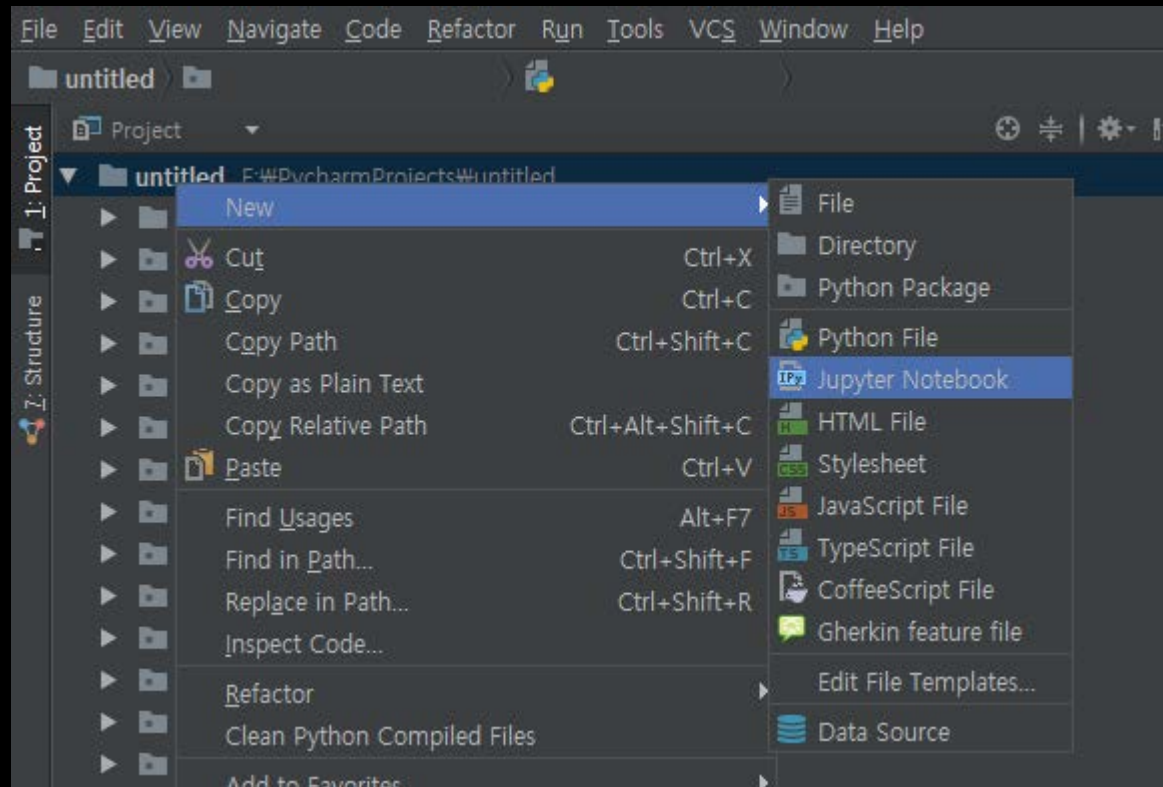 File Edit View Navigate Code Refactor Run Tools VCS Window Help
untitled
Project
1: Project
7: Structure
untitled E:₩PycharmProjects₩untitled
New
Cut Ctrl+X
Copy Ctrl+C
Copy Path Ctrl+Shift+C
Copy as Plain Text
Copy Relative Path Ctrl+Alt+Shift+C
Paste Ctrl+V
Find Usages Alt+F7
Find in Path... Ctrl+Shift+F
Replace in Path... Ctrl+Shift+R
Inspect Code...
Refactor
Clean Python Compiled Files
Add to Favorites
File
Directory
Python Package
Python File
IPy Jupyter Notebook
H HTML File
CSS Stylesheet
JS JavaScript File
TS TypeScript File
CoffeeScript File
Gherkin feature file
Edit File Templates...
Data Source